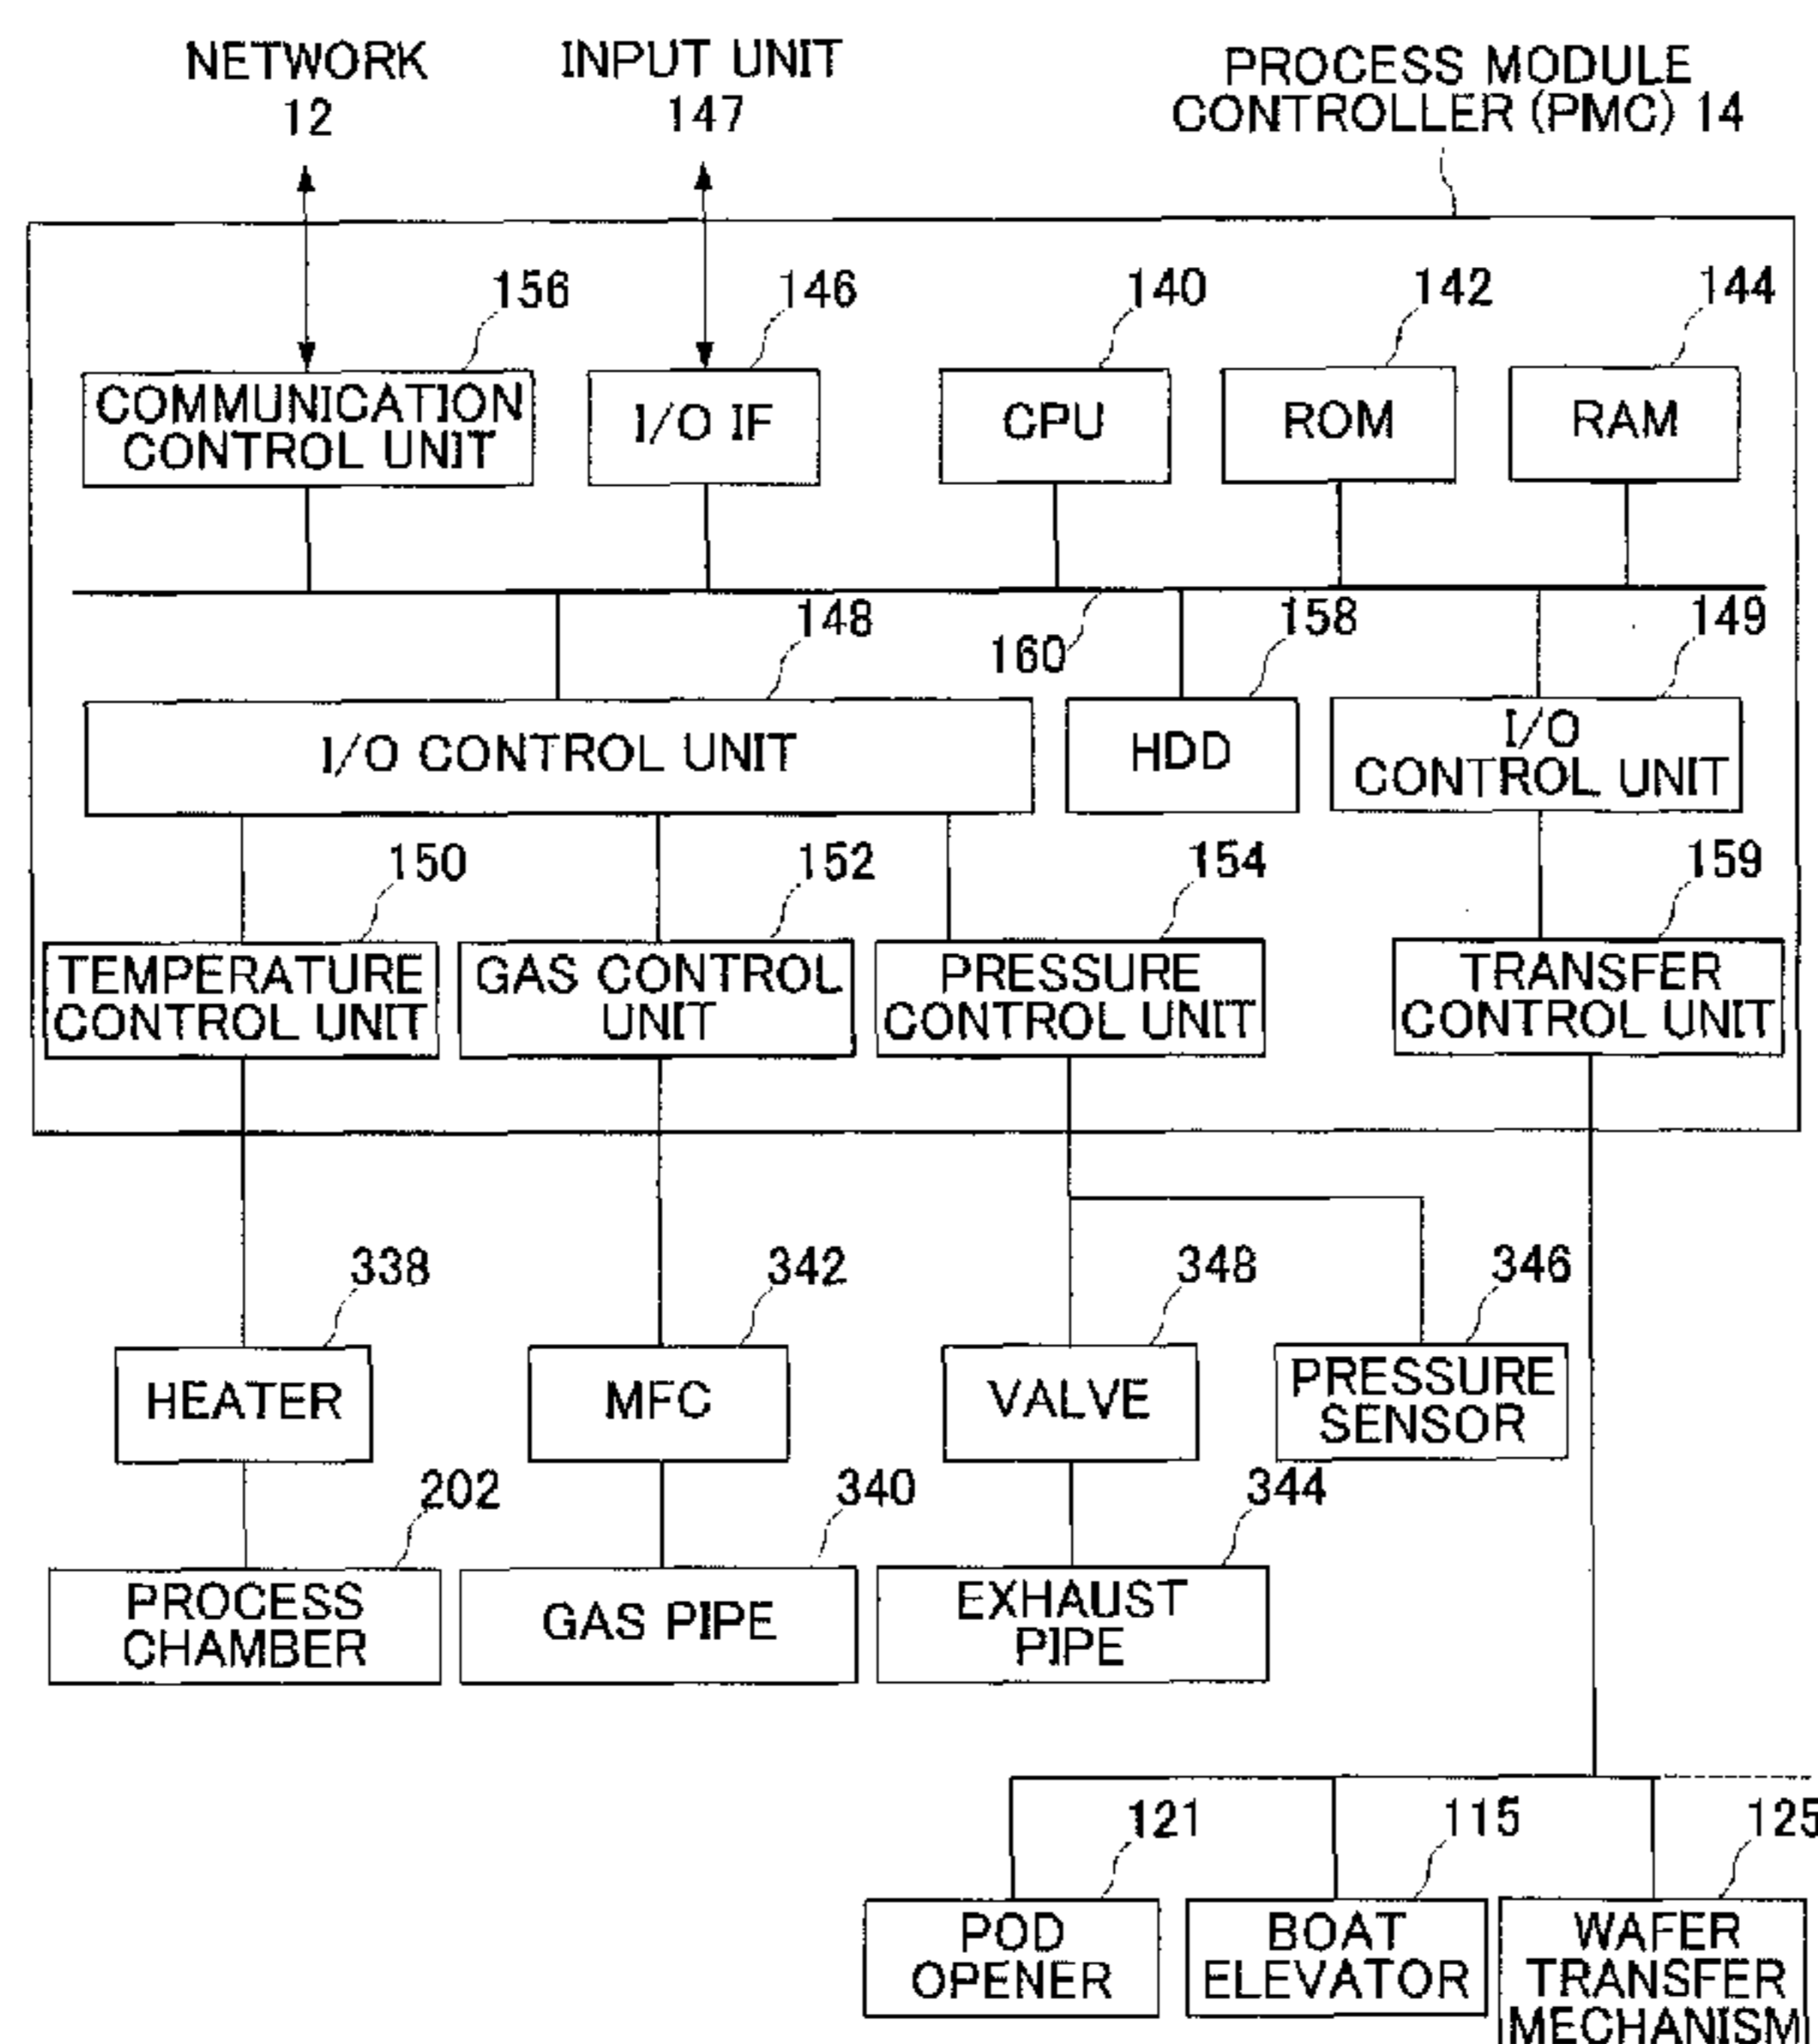 NETWORK
12
INPUT UNIT
147
PROCESS MODULE
CONTROLLER (PMC) 14
156
146
140
142
144
COMMUNICATION
CONTROL UNIT
I/O IF
CPU
ROM
RAM
148
160
158
149
I/O CONTROL UNIT
HDD
I/O
CONTROL UNIT
150
152
154
159
TEMPERATURE
CONTROL UNIT
GAS CONTROL
UNIT
PRESSURE
CONTROL UNIT
TRANSFER
CONTROL UNIT
338
342
348
346
HEATER
MFC
VALVE
PRESSURE
SENSOR
202
340
344
PROCESS
CHAMBER
GAS PIPE
EXHAUST
PIPE
121
115
125
POD
OPENER
BOAT
ELEVATOR
WAFER
TRANSFER
MECHANISM